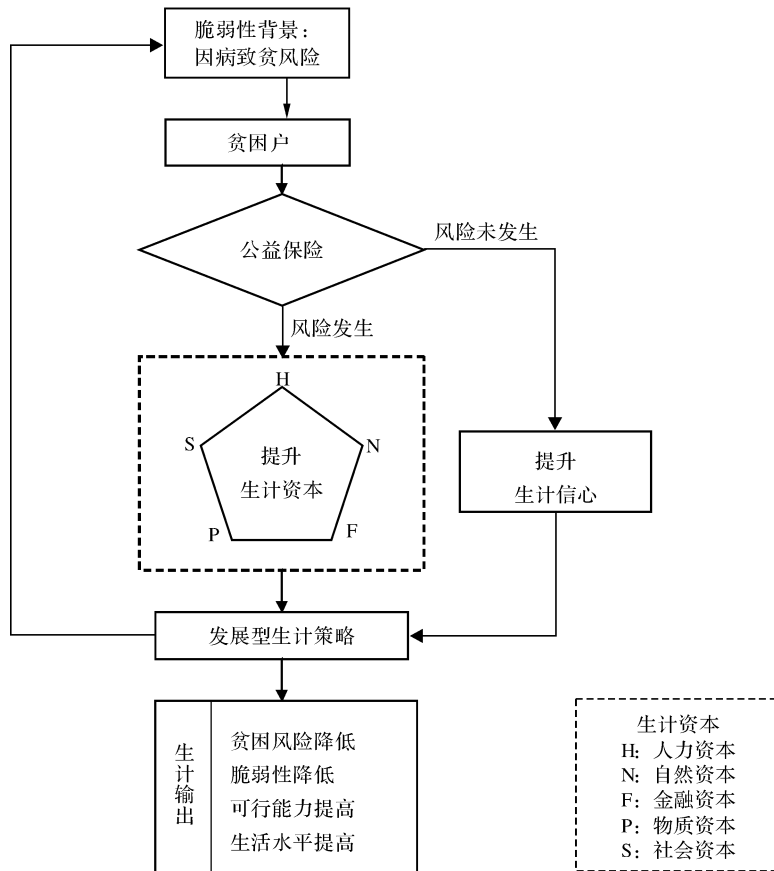 脆弱性背景：
因病致贫风险
贫困户
公益保险
风险未发生
风险发生
H
S
N
提升
生计资本
P
F
提升
生计信心
发展型生计策略
生计输出
贫困风险降低
脆弱性降低
可行能力提高
生活水平提高
生计资本
H：人力资本
N：自然资本
F：金融资本
P：物质资本
S：社会资本